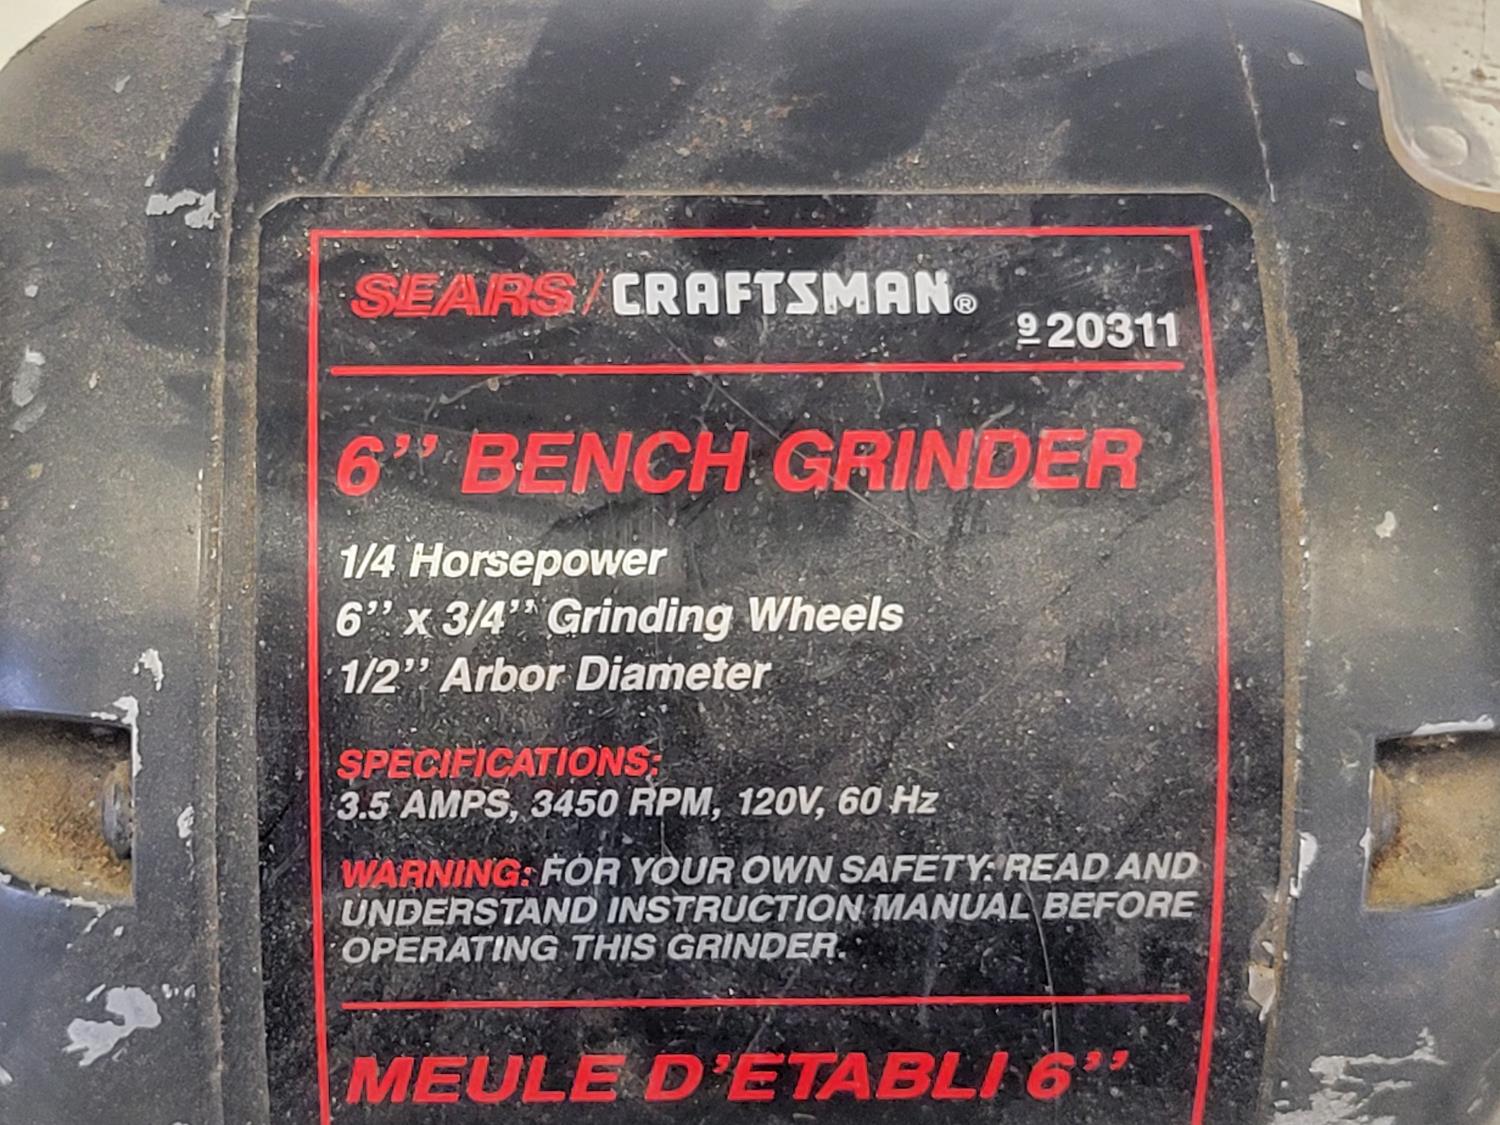 SEARS/CRAFTSMAN®
9 20311
6’’ BENCH GRINDER
1/4 Horsepower
6’’ x 3/4’’ Grinding Wheels
1/2’’ Arbor Diameter
SPECIFICATIONS:
3.5 AMPS, 3450 RPM, 120V, 60 Hz
WARNING: FOR YOUR OWN SAFETY: READ AND
UNDERSTAND INSTRUCTION MANUAL BEFORE
OPERATING THIS GRINDER.
MEULE D’ETABLI 6’’